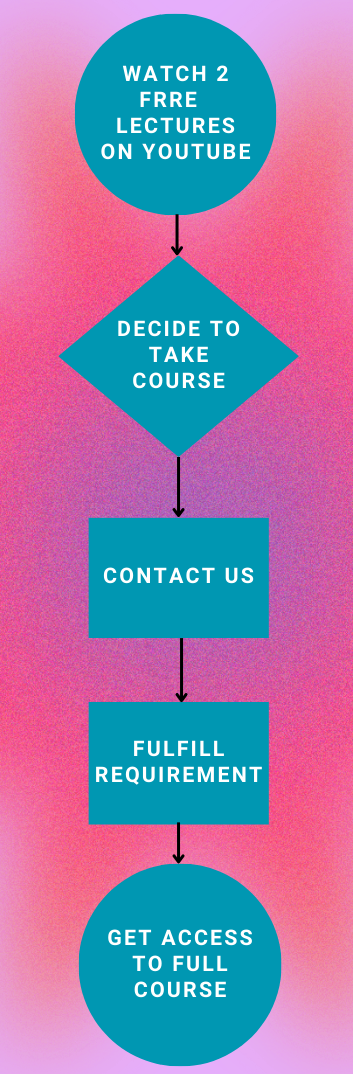 WATCH 2
FRRE
LECTURES
ON YOUTUBE
DECIDE TO
TAKE
COURSE
CONTACT US
FULFILL
REQUIREMENT
GET ACCESS
TO FULL
COURSE